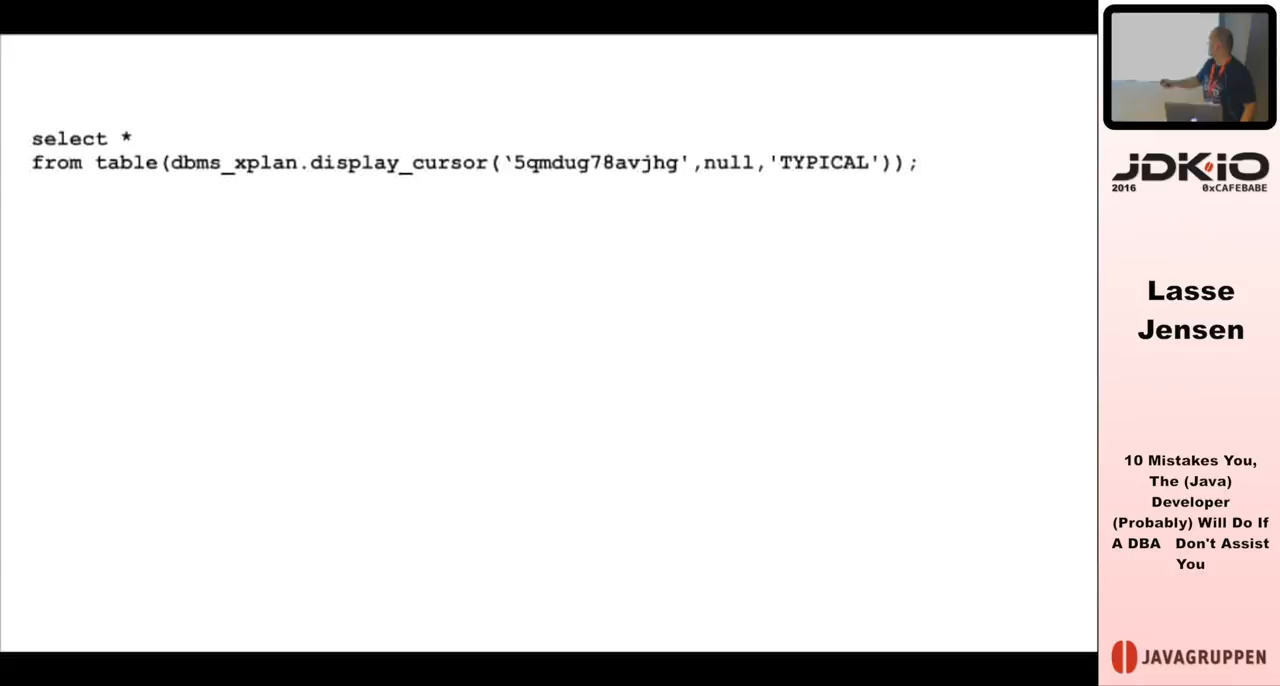 select *
from table(dbms_xplan.display_cursor(‘5qmdug78avjhg',null,'TYPICAL'));
JDK.IO
2016 0xCAFEBABE
Lasse
Jensen
10 Mistakes You,
The (Java)
Developer
(Probably) Will Do If
A DBA Don't Assist
You
JAVAGRUPPEN